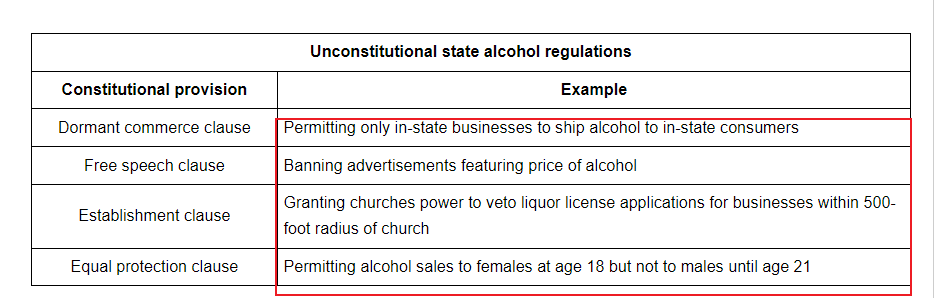 Unconstitutional state alcohol regulations
Constitutional provision Example
Dormant commerce clause Permitting only in-state businesses to ship alcohol to in-state consumers
Free speech clause Banning advertisements featuring price of alcohol
Establishment clause Granting churches power to veto liquor license applications for businesses within 500-
foot radius of church
Equal protection clause Permitting alcohol sales to females at age 18 but not to males until age 21